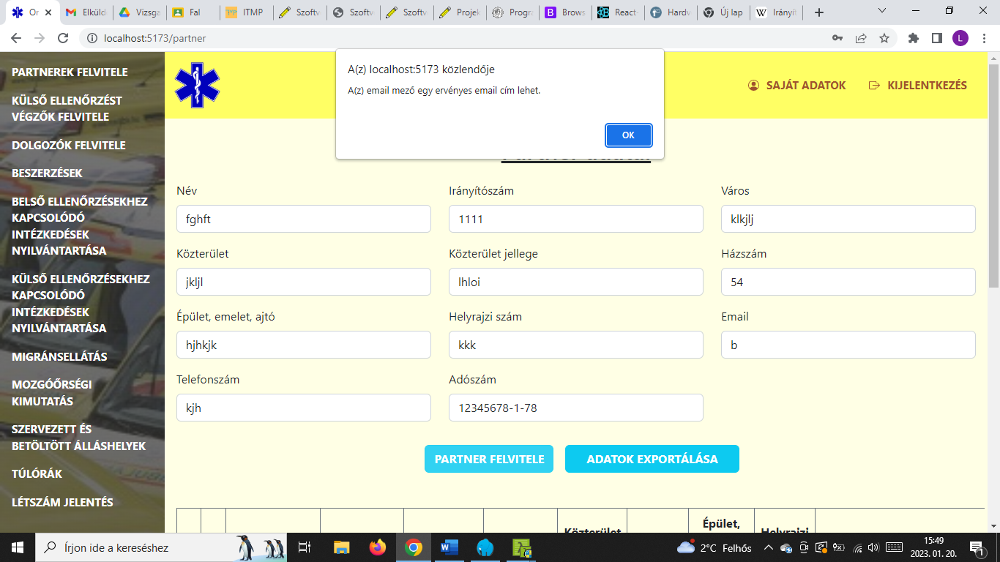 Or
Elküld
Vizsga
Fal
ITMP
Szoftv
Szoftv
Szoftv
Projek
Progra
Brows
React
Hardv
Új lap
Irányít
localhost:5173/partner
L
A(z) localhost:5173 közlendője
A(z) email mező egy ervényes email cím lehet.
OK
PARTNEREK FELVITELE
KÜLSŐ ELLENŐRZÉST
VÉGZŐK FELVITELE
DOLGOZÓK FELVITELE
BESZERZÉSEK
BELSŐ ELLENŐRZÉSEKHEZ
KAPCSOLÓDÓ
INTÉZKEDÉSEK
NYILVÁNTARTÁSA
KÜLSŐ ELLENŐRZÉSEKHEZ
KAPCSOLÓDÓ
INTÉZKEDÉSEK
NYILVÁNTARTÁSA
MIGRÁNSELLÁTÁS
MOZGÓŐRSÉGI
KIMUTATÁS
SZERVEZETT ÉS
BETÖLTÖTT ÁLLÁSHELYEK
TÚLÓRÁK
LÉTSZÁM JELENTÉS
SAJÁT ADATOK
KIJELENTKEZÉS
Név
Irányítószám
Város
fghft
1111
klkjlj
Közterület
Közterület jellege
Házszám
jkljl
lhloi
54
Épület, emelet, ajtó
Helyrajzi szám
Email
hjhkjk
kkk
b
Telefonszám
Adószám
kjh
12345678-1-78
PARTNER FELVITELE
ADATOK EXPORTÁLÁSA
Épület,
Közterület
Helyrajzi
Írjon ide a kereséshez
2°C Felhős
15:49
2023. 01. 20.
1